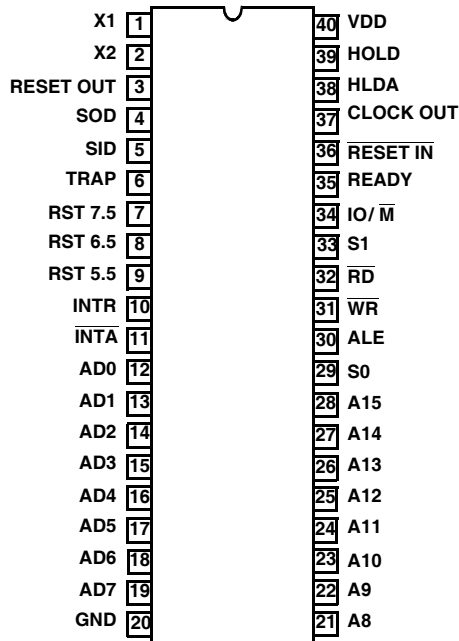 X1 1 40 VDD
X2 2 39 HOLD
RESET OUT 3 38 HLDA
SOD 4 37 CLOCK OUT
SID 5 36 RESET IN
TRAP 6 35 READY
RST 7.5 7 34 IO/ M
RST 6.5 8 33 S1
RST 5.5 9 32 RD
INTR 10 31 WR
INTA 11 30 ALE
AD0 12 29 S0
AD1 13 28 A15
AD2 14 27 A14
AD3 15 26 A13
AD4 16 25 A12
AD5 17 24 A11
AD6 18 23 A10
AD7 19 22 A9
GND 20 21 A8